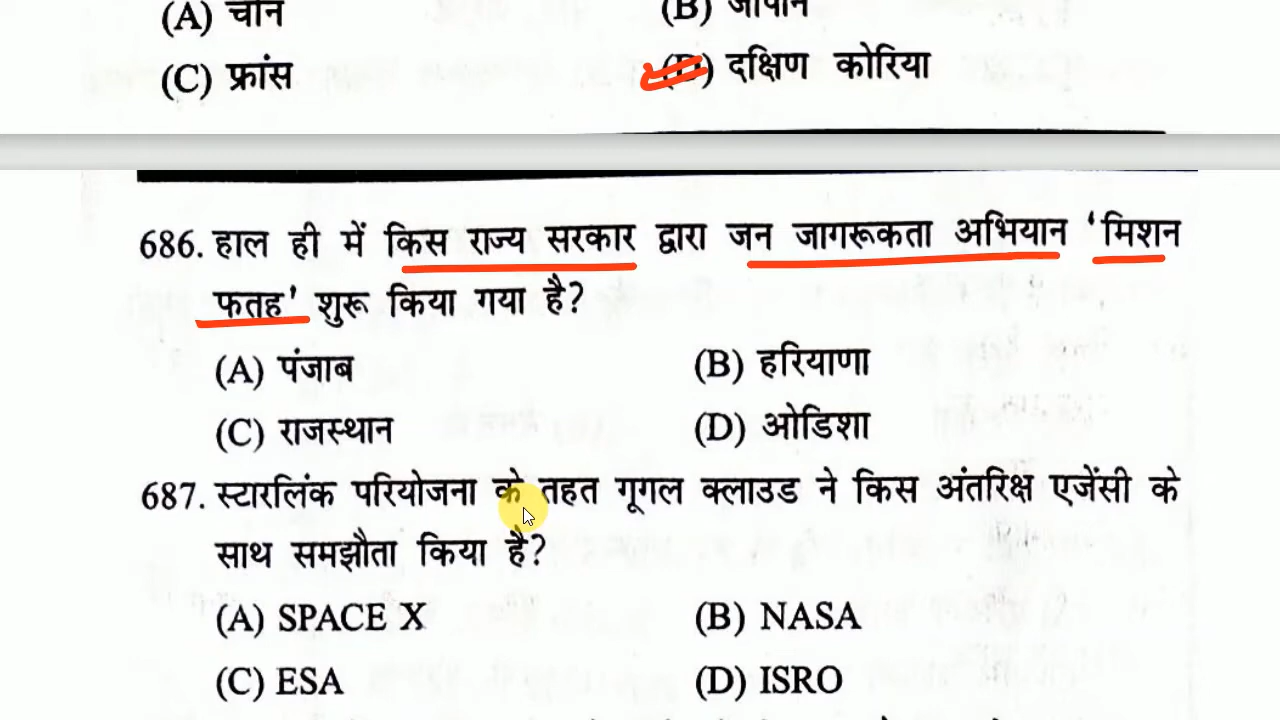 (A) चीन (B) जापान
(C) फ्रांस (D) दक्षिण कोरिया
686. हाल ही में किस राज्य सरकार द्वारा जन जागरूकता अभियान ‘मिशन
फतह’ शुरू किया गया है?
(A) पंजाब (B) हरियाणा
(C) राजस्थान (D) ओडिशा
687. स्टारलिंक परियोजना के तहत गूगल क्लाउड ने किस अंतरिक्ष एजेंसी के
साथ समझौता किया है?
(A) SPACE X (B) NASA
(C) ESA (D) ISRO